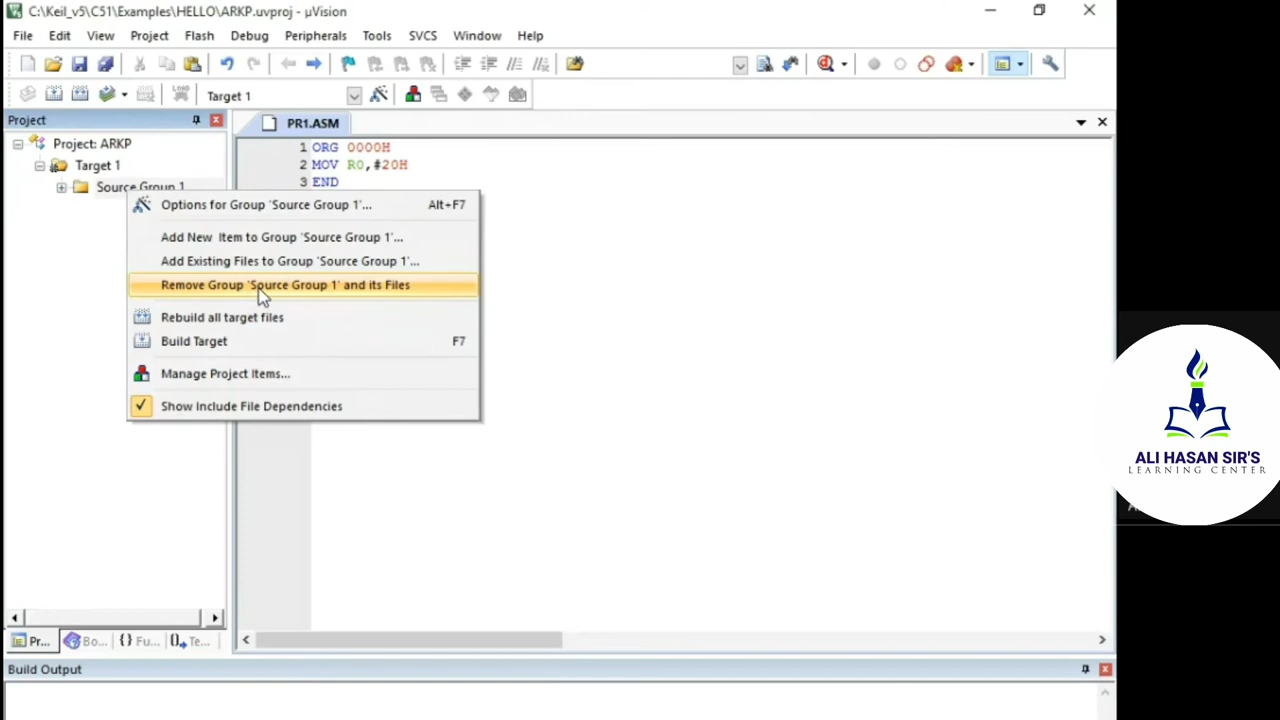 C:\Keil_v5\C51\Examples\HELLO\ARKP.uvproj - µVision
File Edit View Project Flash Debug Peripherals Tools SVCS Window Help
Target 1
Project
PR1.ASM
Project: ARKP
Target 1
Source Group 1
1 ORG 0000H
2 MOV R0,#20H
3 END
Options for Group 'Source Group 1'... Alt+F7
Add New Item to Group 'Source Group 1'...
Add Existing Files to Group 'Source Group 1'...
Remove Group 'Source Group 1' and its Files
Rebuild all target files
Build Target F7
Manage Project Items...
Show Include File Dependencies
Pr... Bo... {} Fu... Te...
Build Output
ALI HASAN SIR'S
LEARNING CENTER